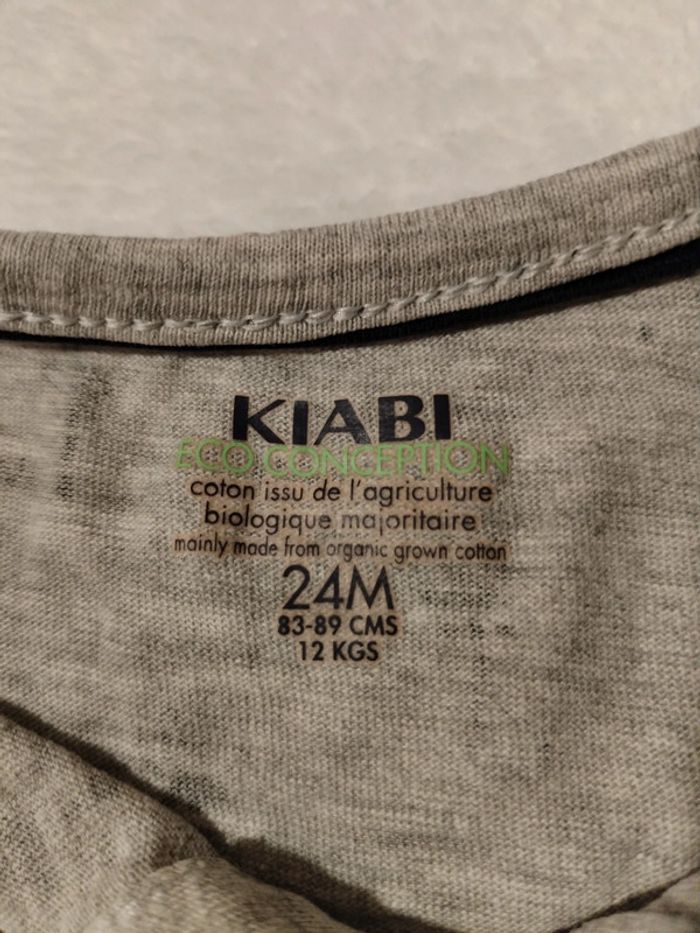 KIABI
ECO CONCEPTION
coton issu de l'agriculture
biologique majoritaire
mainly made from organic grown cotton
24M
83-89 CMS
12 KGS